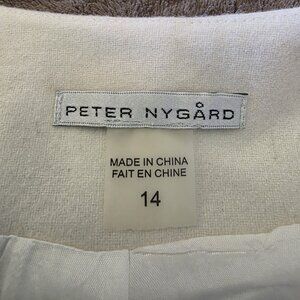 PETER NYGÅRD
MADE IN CHINA
FAIT EN CHINE
14